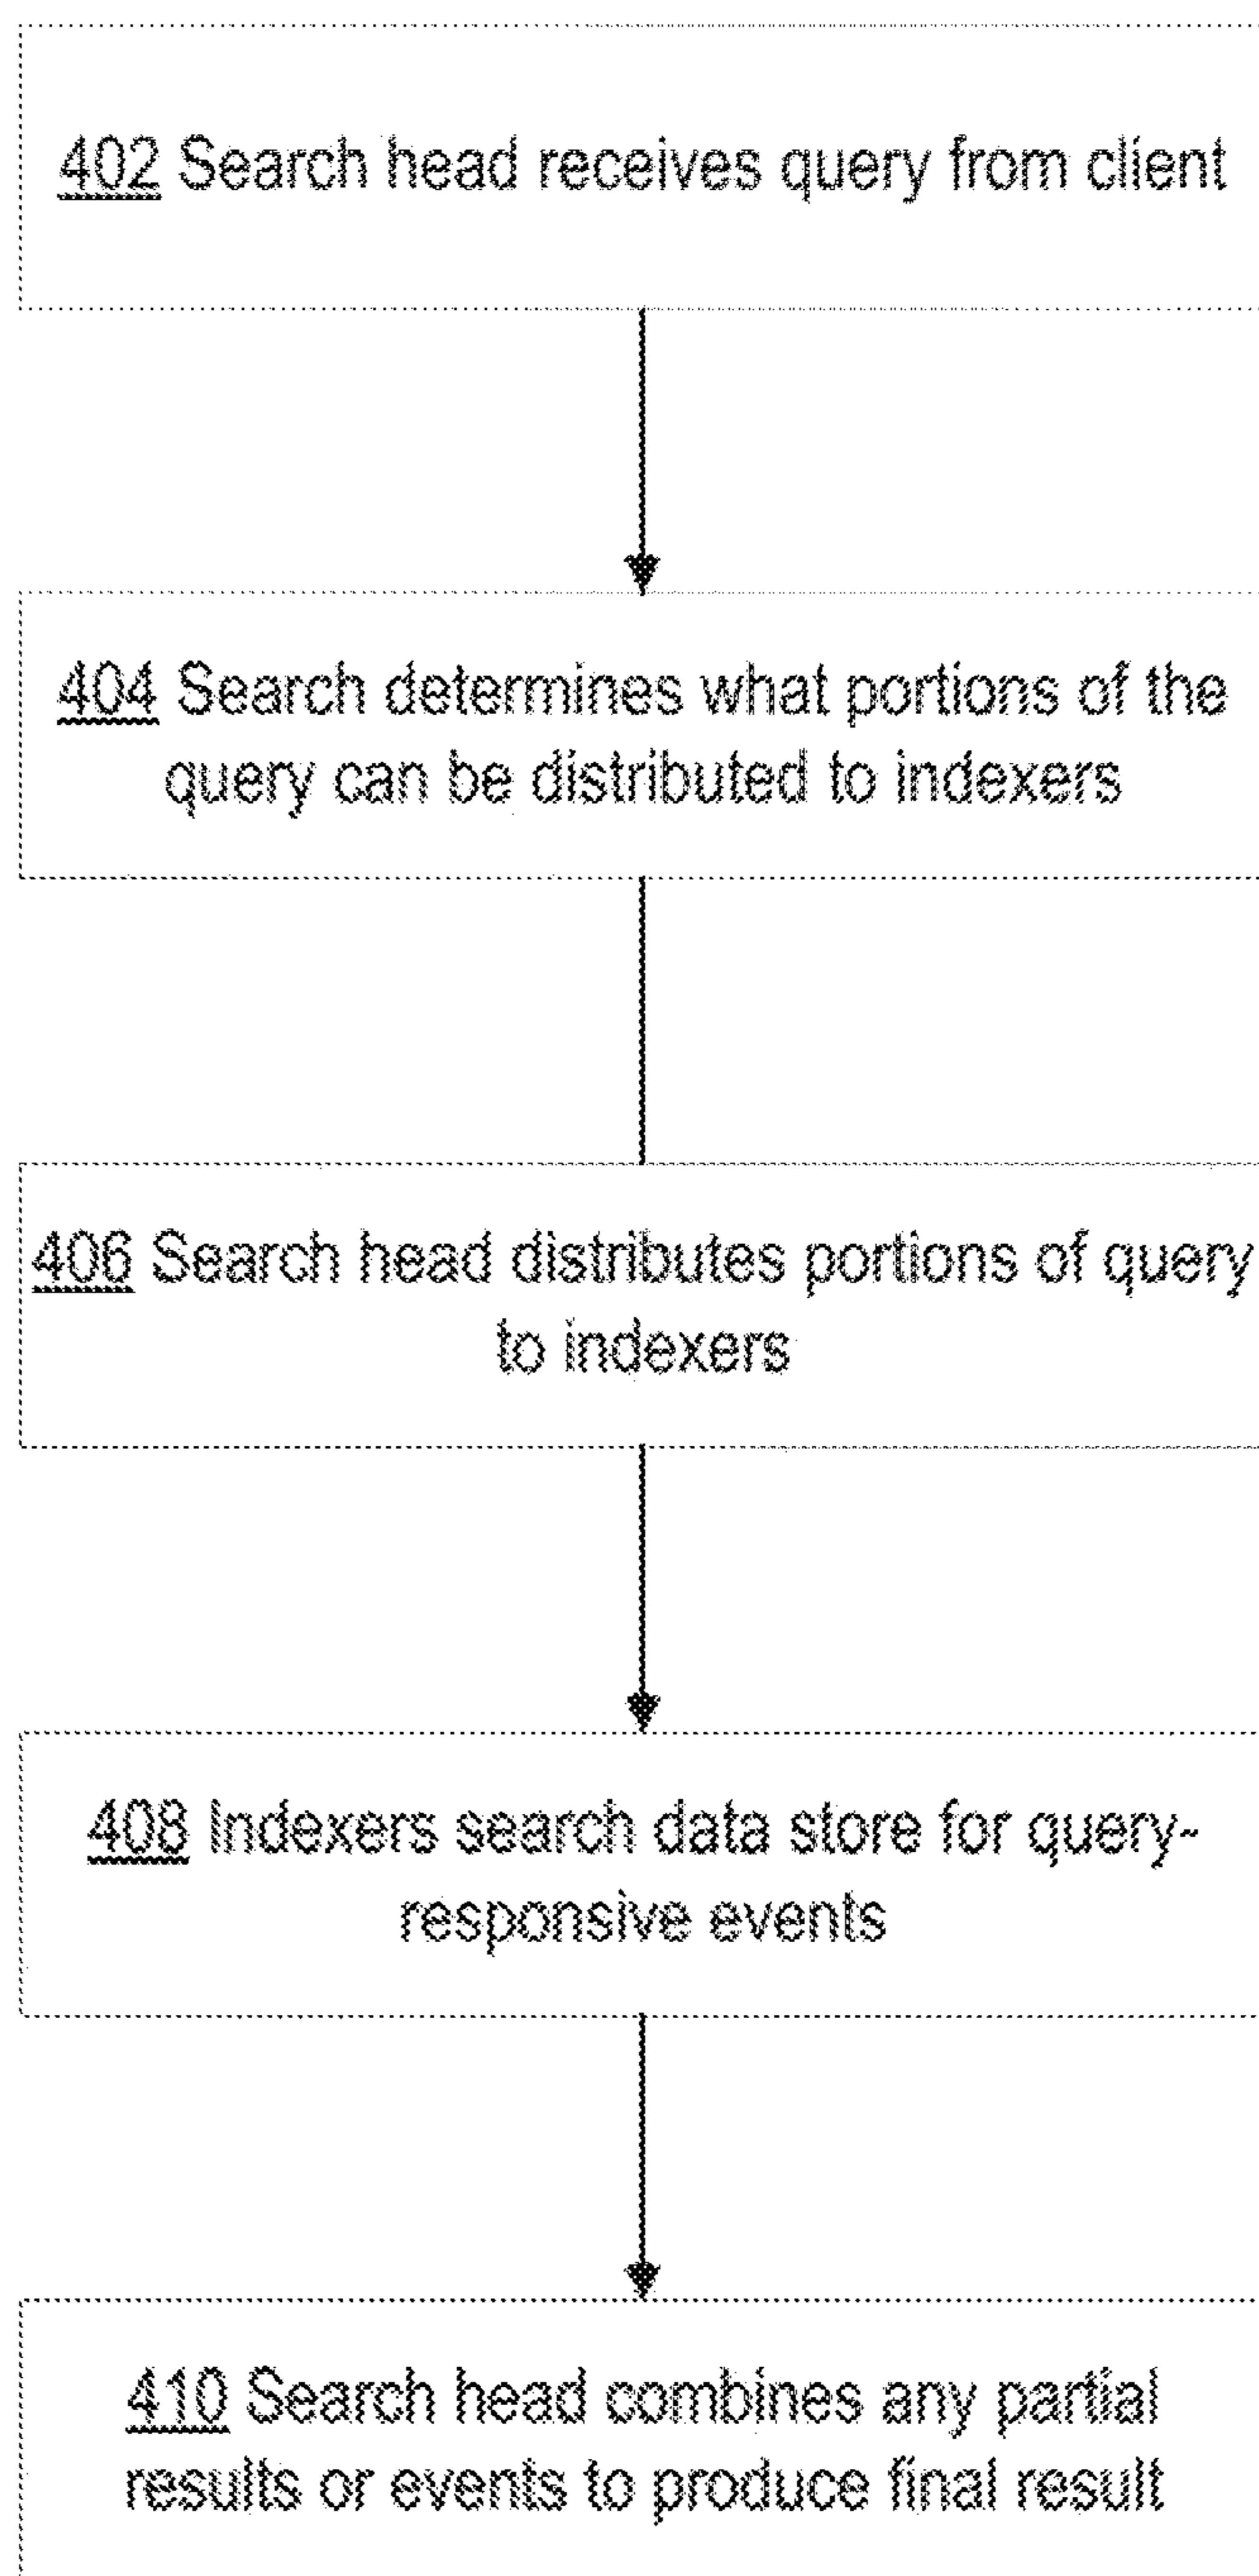 402 Search head receives query from client
404 Search determines what portions of the
query can be distributed to indexers
406 Search head distributes portions of query
to indexers
408 Indexers search data store for query-
responsive events
410 Search head combines any partial
results or events to produce final result